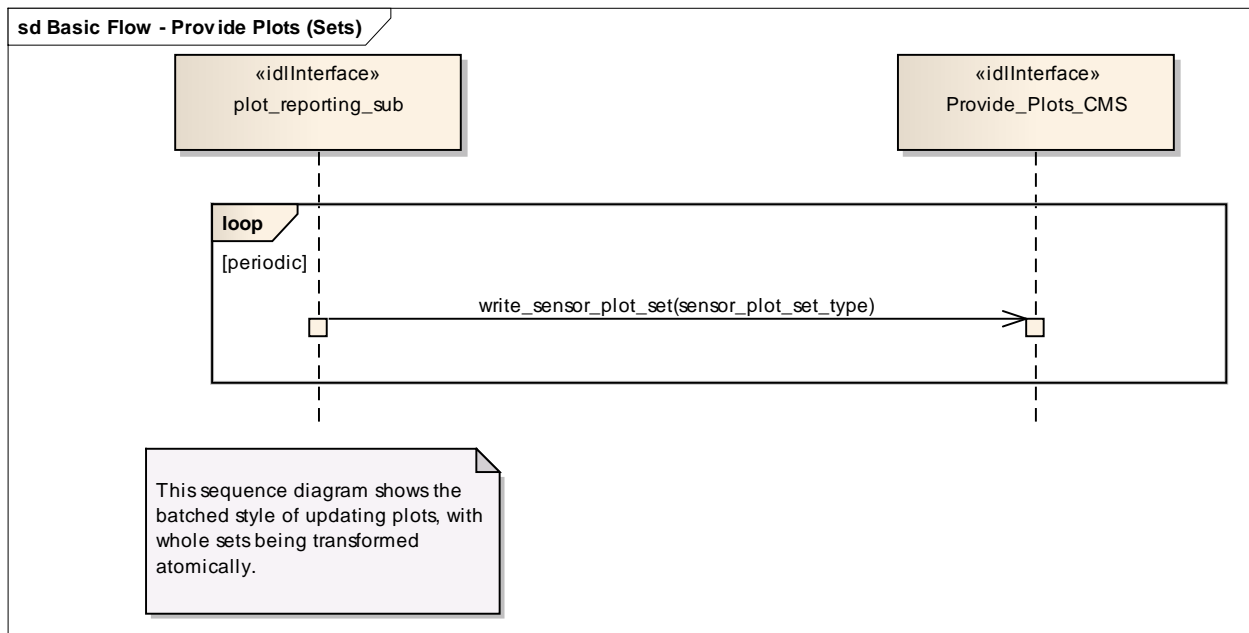 sd Basic Flow - Provide Plots (Sets)
«idlInterface»
plot_reporting_sub
«idlInterface»
Provide_Plots_CMS
loop
[periodic]
write_sensor_plot_set(sensor_plot_set_type)
This sequence diagram shows the
batched style of updating plots, with
whole sets being transformed
atomically.